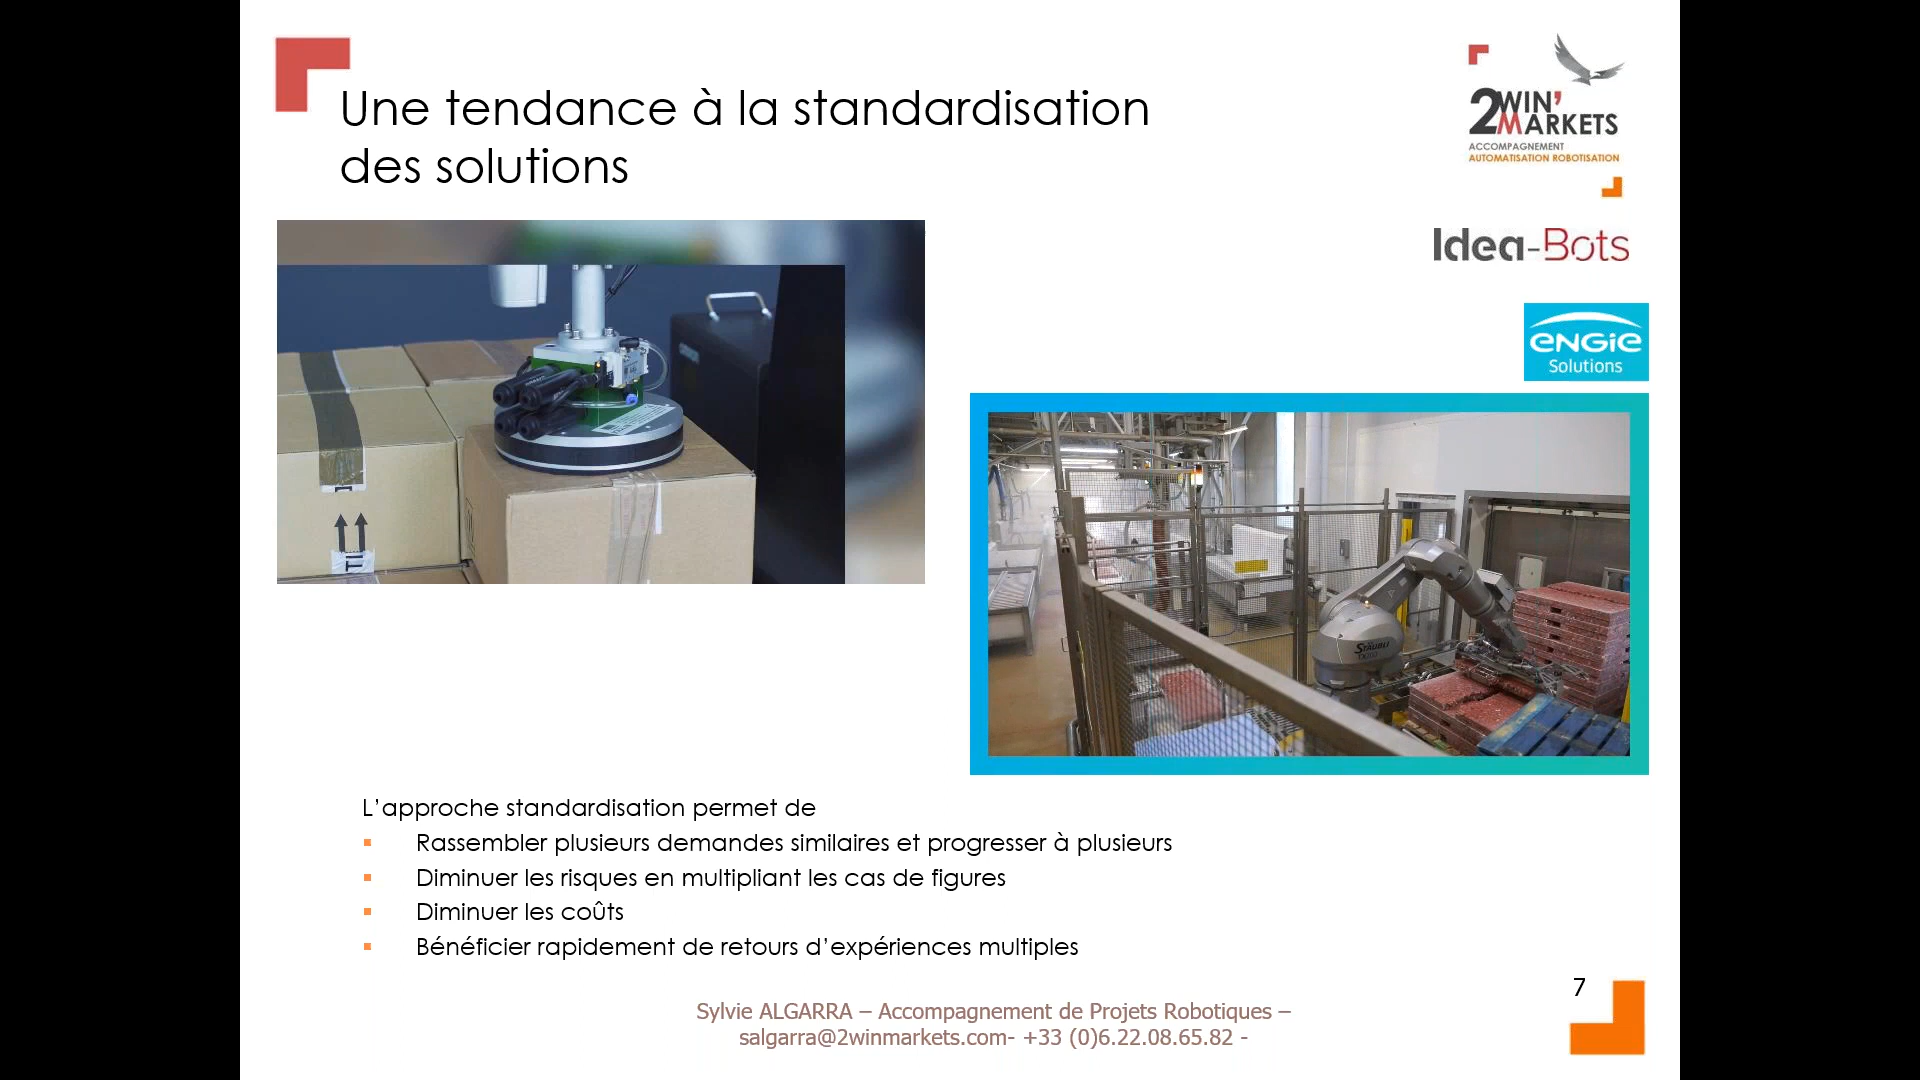 Une tendance à la standardisation
des solutions
2WIN'
MARKETS
ACCOMPAGNEMENT
AUTOMATISATION ROBOTISATION
Idea-Bots
ENGIE
Solutions
STÄUBLI
L’approche standardisation permet de
Rassembler plusieurs demandes similaires et progresser à plusieurs
Diminuer les risques en multipliant les cas de figures
Diminuer les coûts
Bénéficier rapidement de retours d’expériences multiples
7
Sylvie ALGARRA – Accompagnement de Projets Robotiques –
salgarra@2winmarkets.com- +33 (0)6.22.08.65.82 -